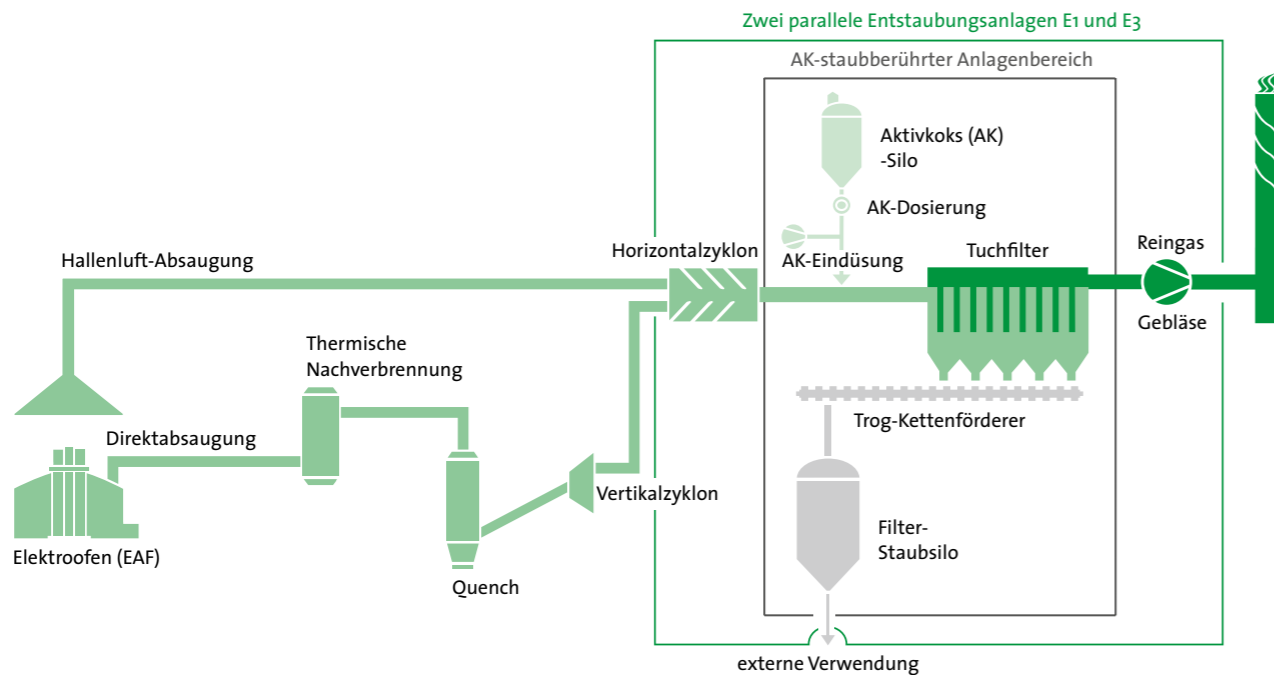 Zwei parallele Entstaubungsanlagen E1 und E3
AK-staubberührter Anlagenbereich
Aktivkoks (AK)
-Silo
AK-Dosierung
Hallenluft-Absaugung
Horizontalzyklon
AK-Eindüsung
Tuchfilter
Reingas
Gebläse
Thermische
Nachverbrennung
Direktabsaugung
Trog-Kettenförderer
Vertikalzyklon
Filter-
Staubsilo
Elektroofen (EAF)
Quench
externe Verwendung